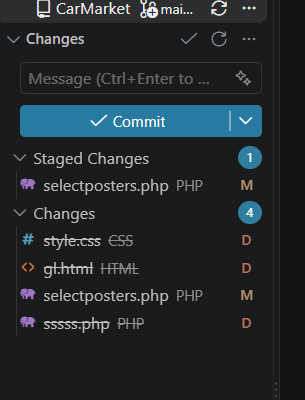 CarMarket mai...
Changes
Message (Ctrl+Enter to ...
Commit
Staged Changes 1
selectposters.php PHP M
Changes 4
# style.css CSS D
<> gl.html HTML D
selectposters.php PHP M
sssss.php PHP D